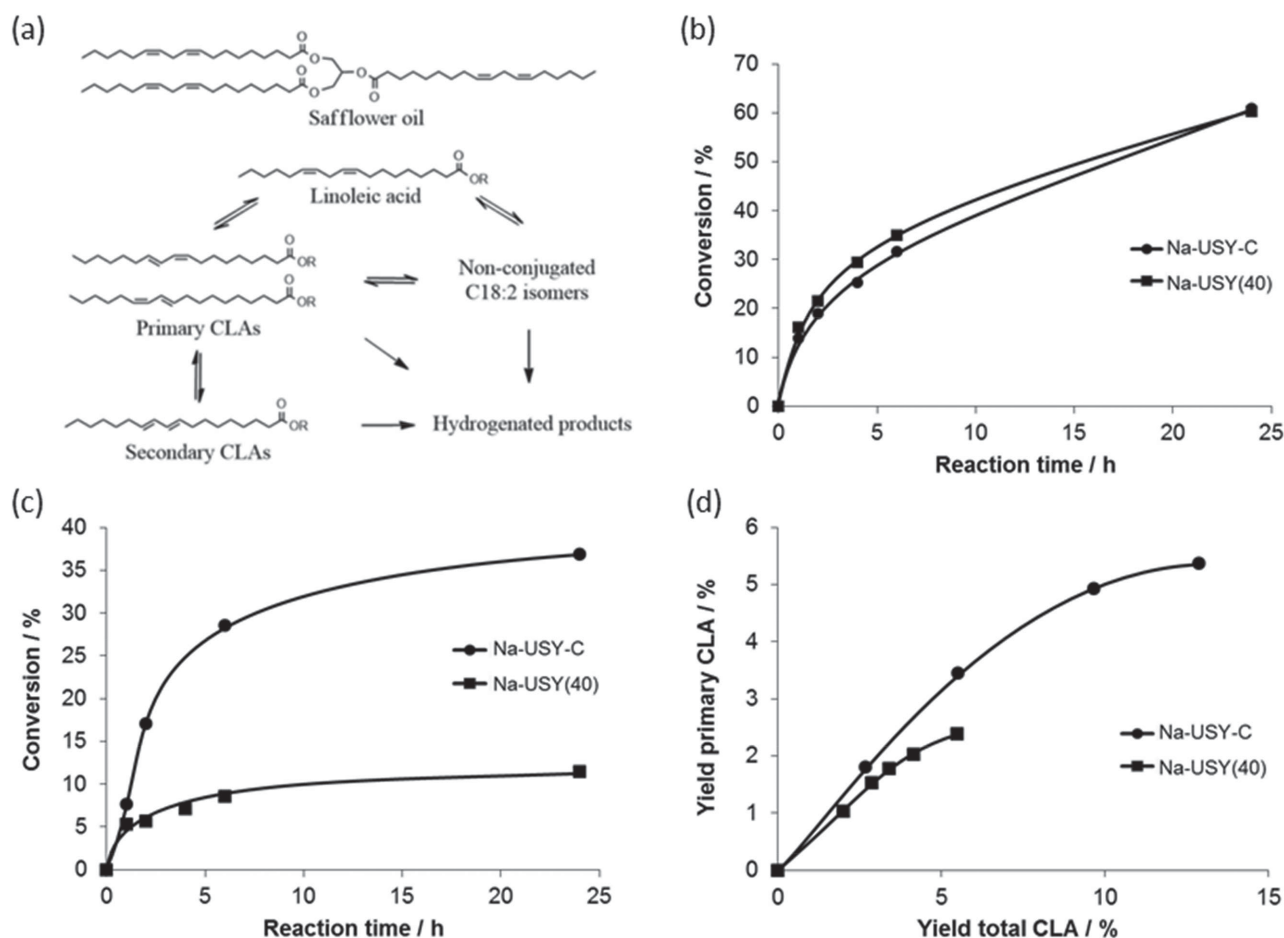 (a)
O
O
O
O
O
O
Safflower oil
O
OR
Linoleic acid
O
OR
O
OR
Primary CLAs
Non-conjugated
C18:2 isomers
O
OR
Secondary CLAs
Hydrogenated products
(b)
Conversion / %
70
60
50
40
30
20
10
0
Na-USY-C
Na-USY(40)
0
5
10
15
20
25
Reaction time / h
(c)
Conversion / %
40
35
30
25
20
15
10
5
0
Na-USY-C
Na-USY(40)
0
5
10
15
20
25
Reaction time / h
(d)
Yield primary CLA / %
6
5
4
3
2
1
0
Na-USY-C
Na-USY(40)
0
5
10
15
Yield total CLA / %